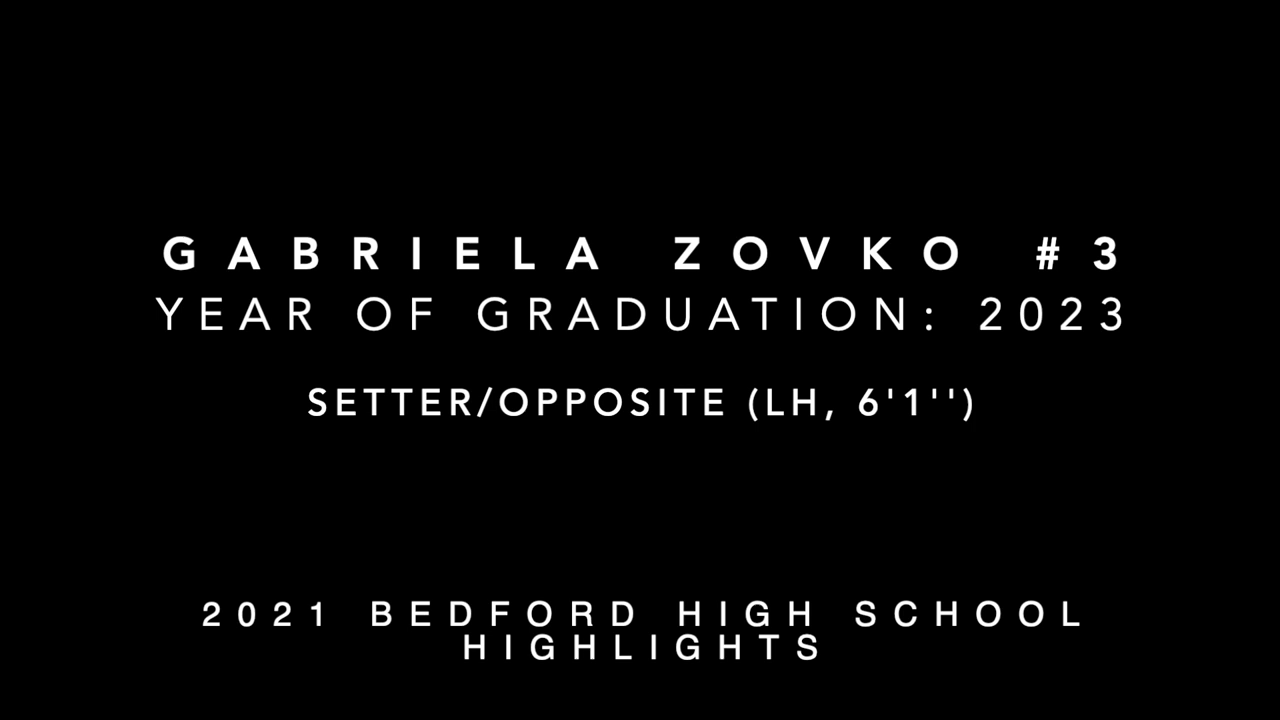 GABRIELA ZOVKO #3
YEAR OF GRADUATION: 2023
SETTER/OPPOSITE (LH, 6'1'')
2021 BEDFORD HIGH SCHOOL
HIGHLIGHTS